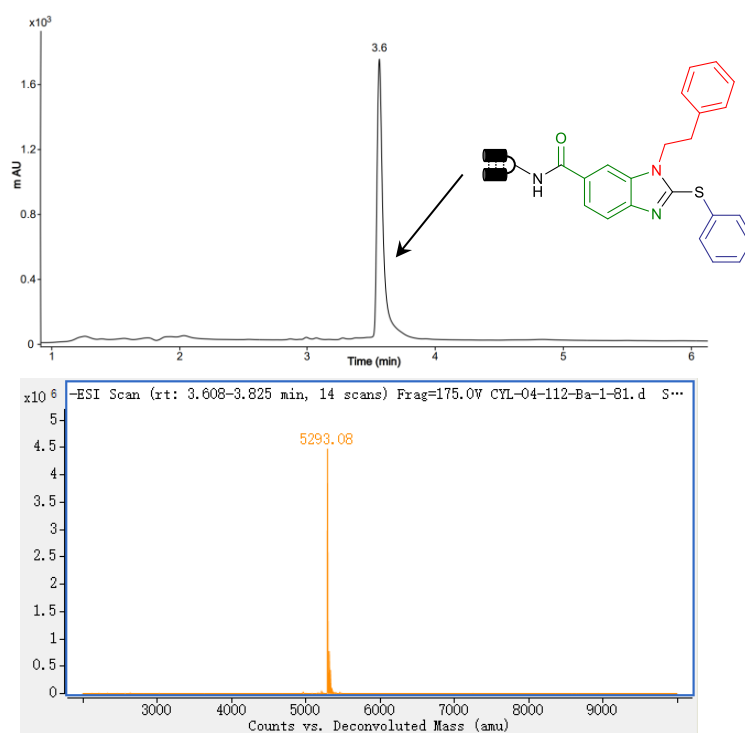 x10³
3.6
1.6
1.2
0.8
0.4
0
m AU
1 2 3 4 5 6
Time (min)
O
N
H
N
N
S
x10 6
-ESI Scan (rt: 3.608-3.825 min, 14 scans) Frag=175.0V CYL-04-112-Ba-1-81.d S…
5293.08
5
4.5
4
3.5
3
2.5
2
1.5
1
0.5
0
3000 4000 5000 6000 7000 8000 9000
Counts vs. Deconvoluted Mass (amu)